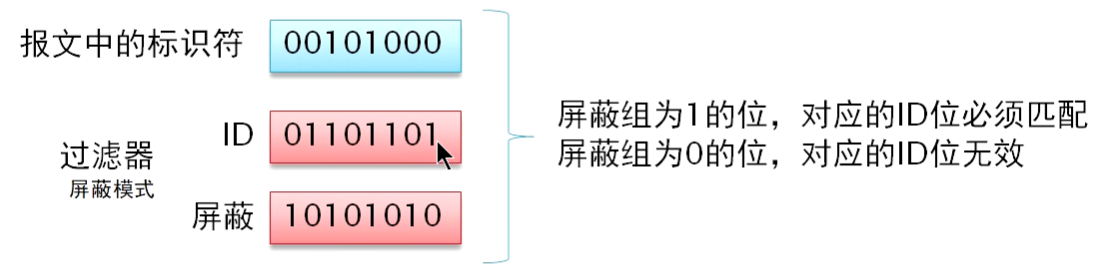 报文中的标识符 00101000
ID 01101101
过滤器
屏蔽模式
屏蔽 10101010
屏蔽组为1的位，对应的ID位必须匹配
屏蔽组为0的位，对应的ID位无效